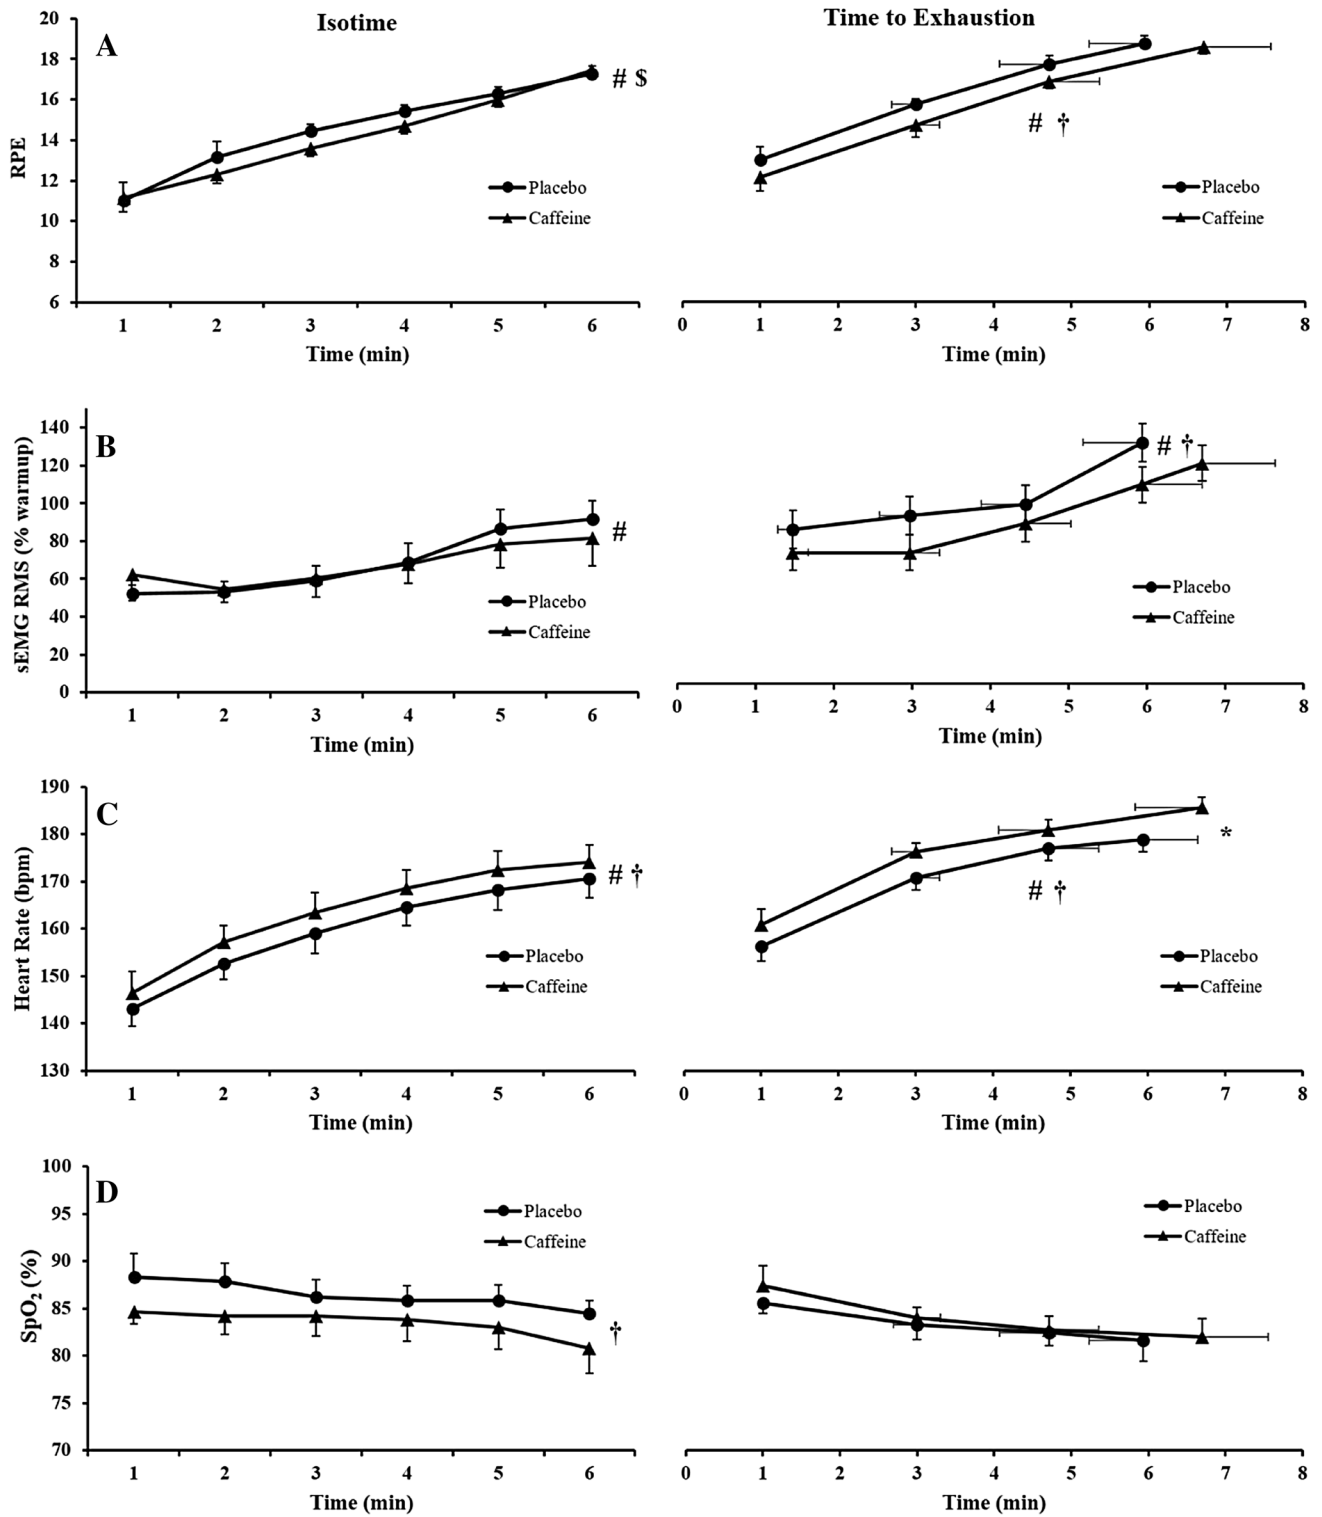 Isotime
Time to Exhaustion
A
20
18
16
14
12
10
8
6
RPE
# $
Placebo
Caffeine
1 2 3 4 5 6
Time (min)
# †
Placebo
Caffeine
0 1 2 3 4 5 6 7 8
Time (min)
B
140
120
100
80
60
40
20
0
sEMG RMS (% warmup)
#
Placebo
Caffeine
1 2 3 4 5 6
Time (min)
# †
Placebo
Caffeine
0 1 2 3 4 5 6 7 8
Time (min)
C
190
180
170
160
150
140
130
Heart Rate (bpm)
# †
Placebo
Caffeine
1 2 3 4 5 6
Time (min)
*
# †
Placebo
Caffeine
0 1 2 3 4 5 6 7 8
Time (min)
D
100
95
90
85
80
75
70
SpO₂ (%)
Placebo
Caffeine
†
1 2 3 4 5 6
Time (min)
Placebo
Caffeine
0 1 2 3 4 5 6 7 8
Time (min)